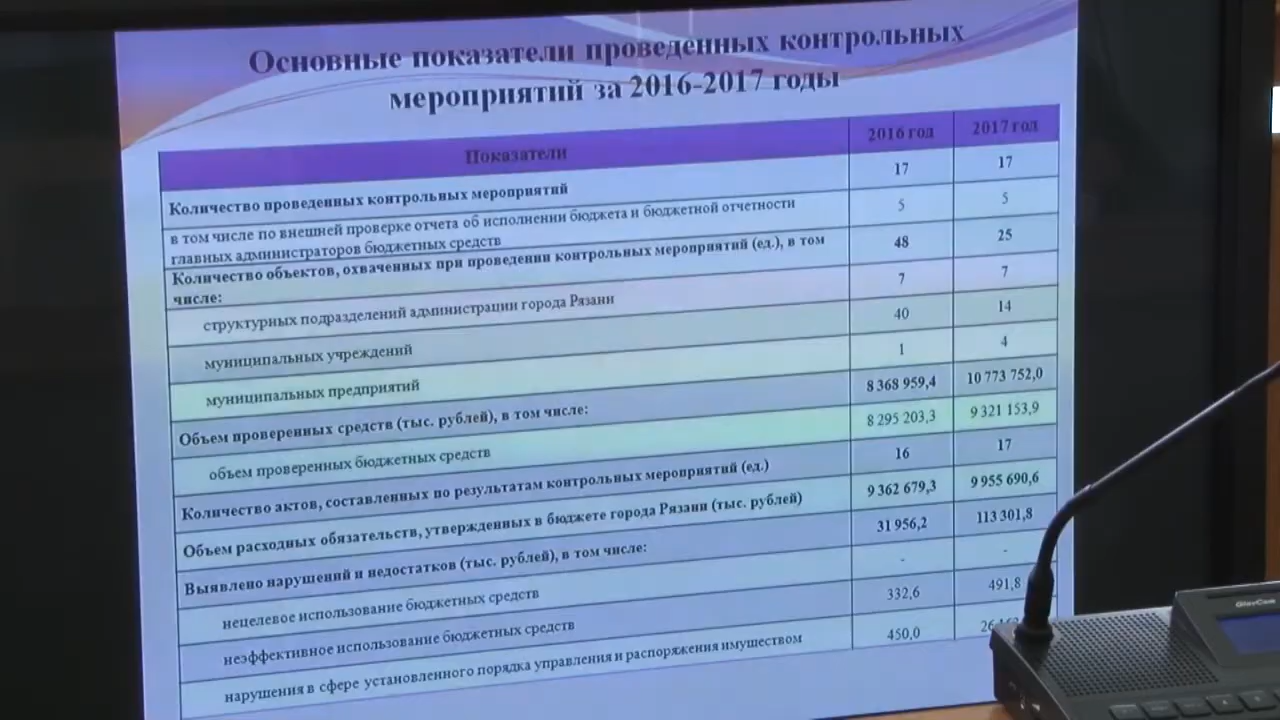 Основные показатели проведенных контрольных
мероприятий за 2016-2017 годы
Показатели 2016 год 2017 год
Количество проведенных контрольных мероприятий 17 17
в том числе по внешней проверке отчета об исполнении бюджета и бюджетной отчетности
главных администраторов бюджетных средств 5 5
Количество объектов, охваченных при проведении контрольных мероприятий (ед.), в том
числе: 48 25
структурных подразделений администрации города Рязани 7 7
муниципальных учреждений 40 14
муниципальных предприятий 1 4
Объем проверенных средств (тыс. рублей), в том числе: 8 368 959,4 10 773 752,0
объем проверенных бюджетных средств 8 295 203,3 9 321 153,9
Количество актов, составленных по результатам контрольных мероприятий (ед.) 16 17
Объем расходных обязательств, утвержденных в бюджете города Рязани (тыс. рублей) 9 362 679,3 9 955 690,6
Выявлено нарушений и недостатков (тыс. рублей), в том числе: 31 956,2 113 301,8
нецелевое использование бюджетных средств - -
неэффективное использование бюджетных средств 332,6 491,8
нарушения в сфере установленного порядка управления и распоряжения имуществом 450,0